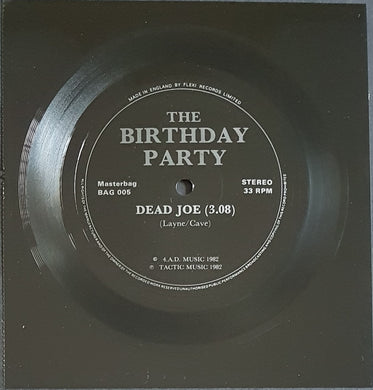 MADE IN ENGLAND BY FLEXI RECORDS LIMITED
THE
BIRTHDAY
PARTY
Masterbag
BAG 005
STEREO
33 RPM
DEAD JOE (3.08)
(Layne/Cave)
© 4.A.D. MUSIC 1982
℗ TACTIC MUSIC 1982